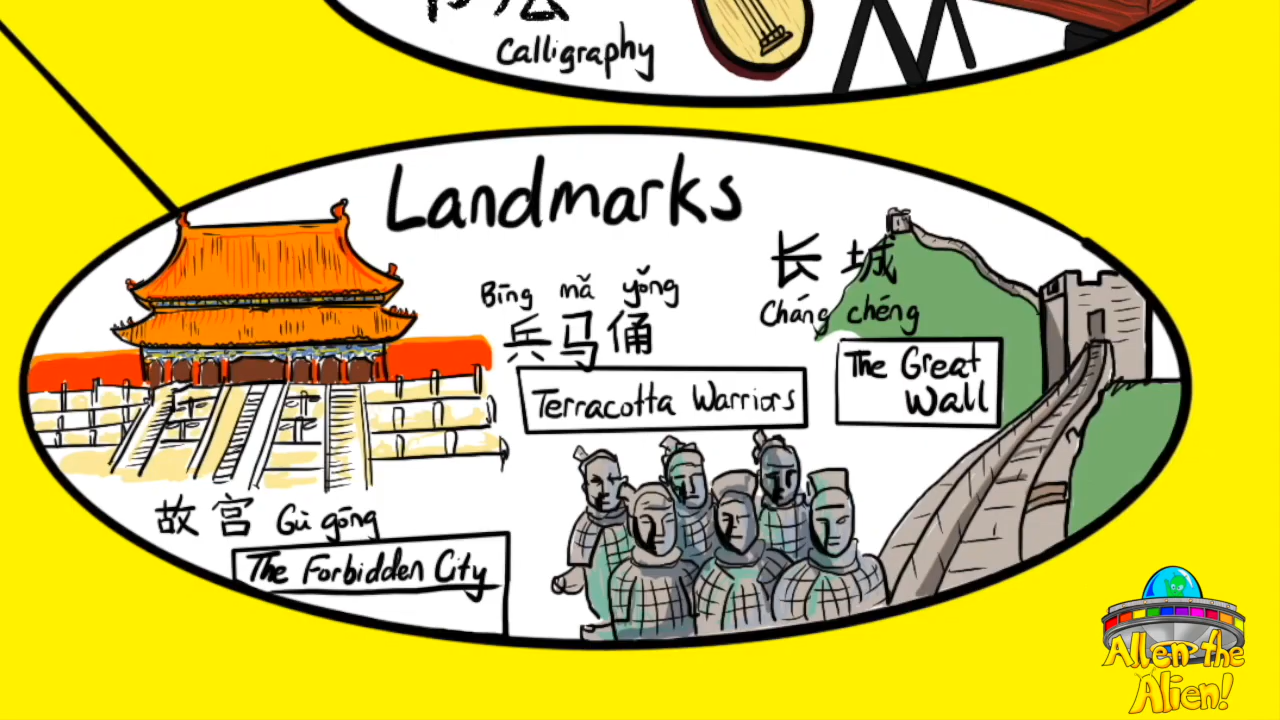 Calligraphy
Landmarks
长城
Cháng chéng
The Great
Wall
Bīng mǎ yǒng
兵马俑
Terracotta Warriors
故宫 Gù gōng
The Forbidden City
Allen the
Alien!